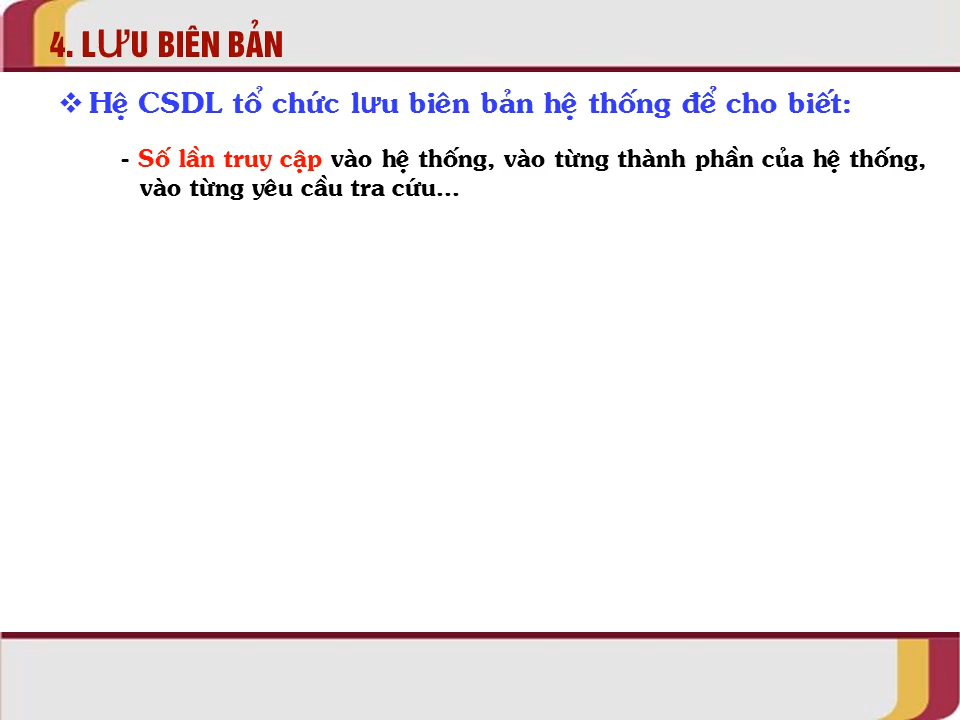 4. LƯU BIÊN BẢN
❖ Hệ CSDL tổ chức lưu biên bản hệ thống để cho biết:
- Số lần truy cập vào hệ thống, vào từng thành phần của hệ thống,
vào từng yêu cầu tra cứu...